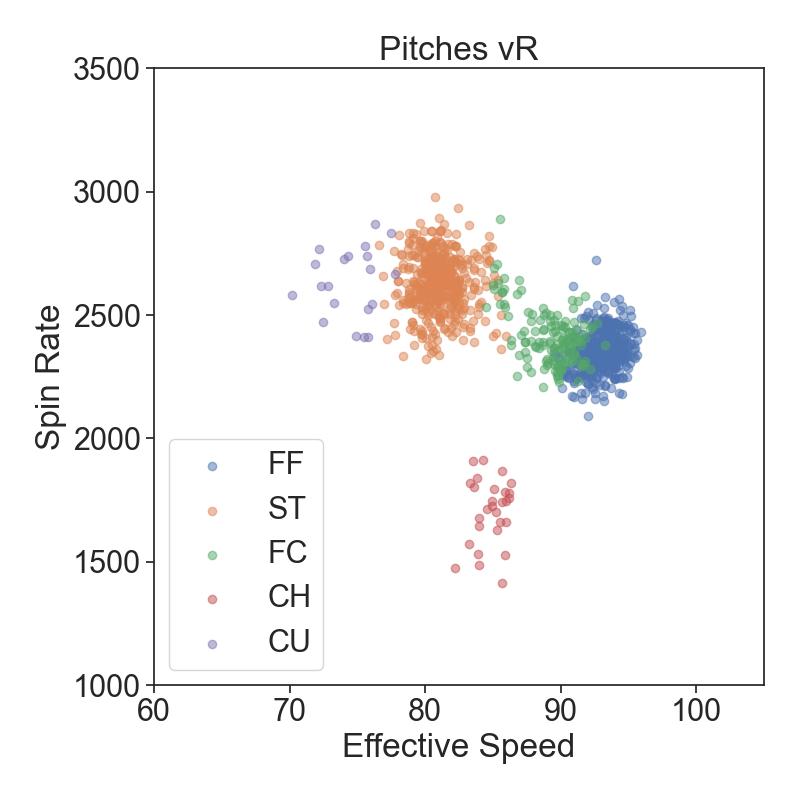 Pitches vR
3500
3000
2500
2000
1500
1000
Spin Rate
FF
ST
FC
CH
CU
60 70 80 90 100
Effective Speed